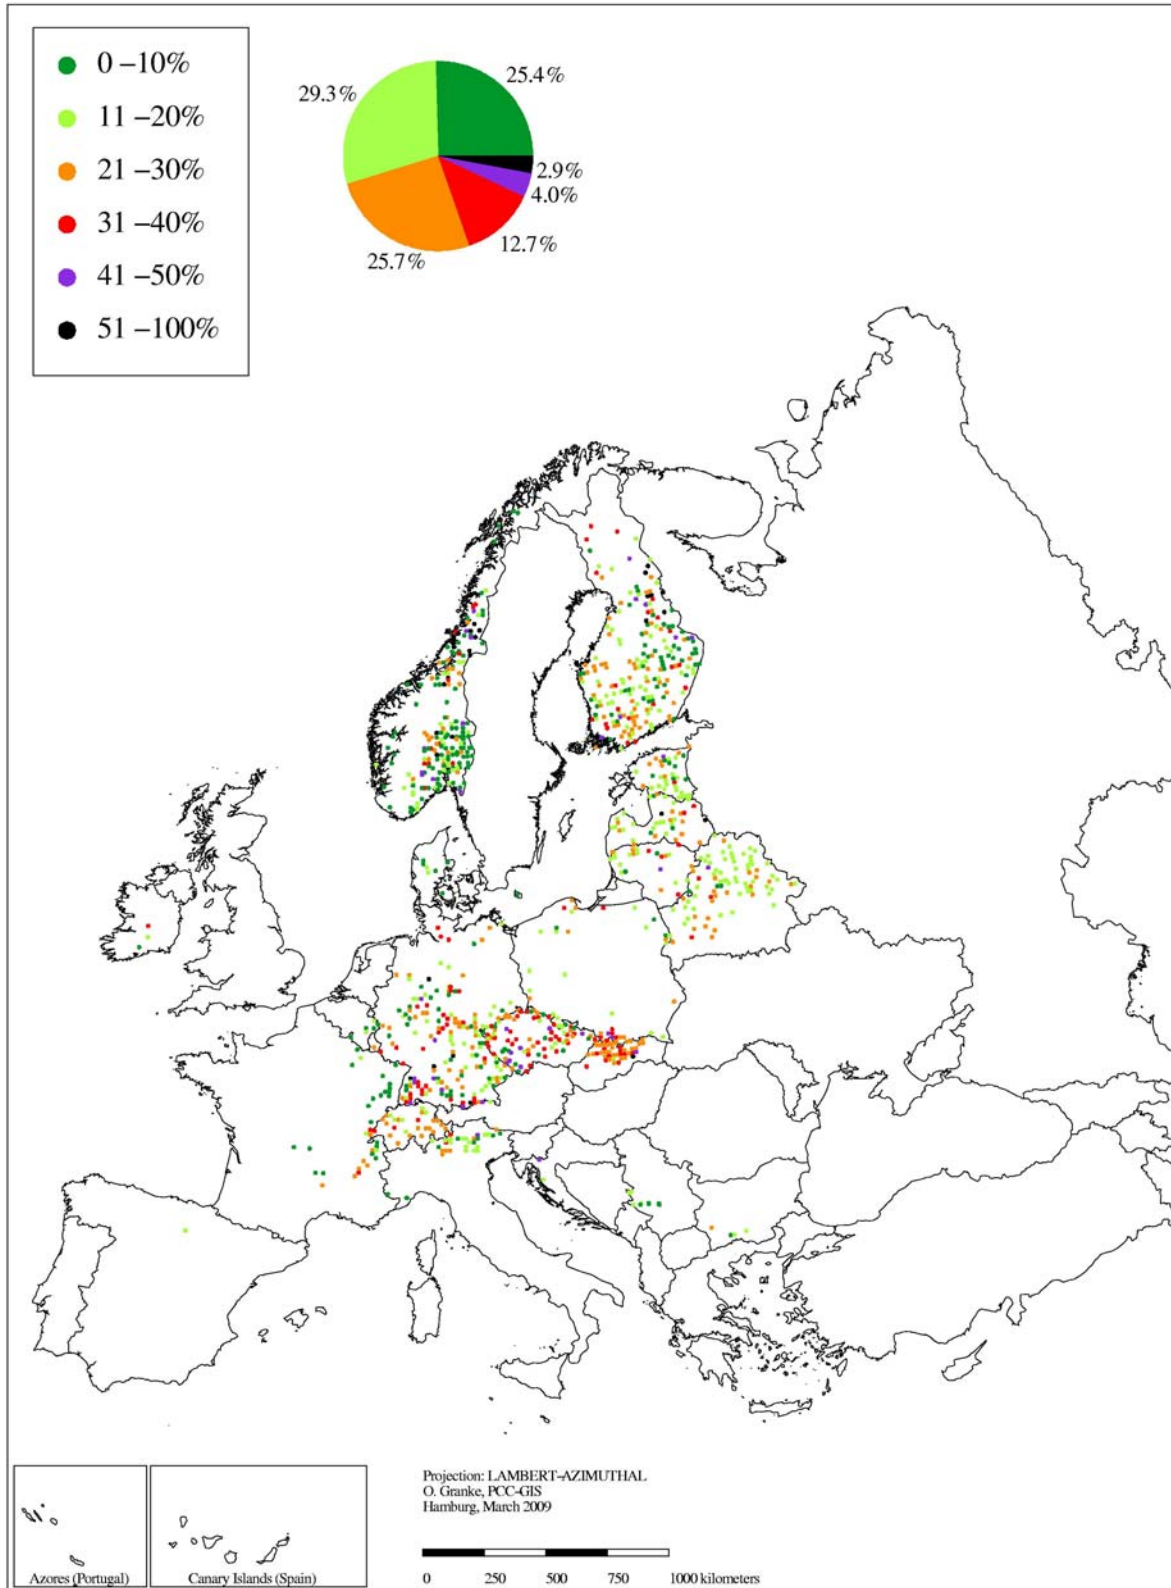 0 –10%
11 –20%
21 –30%
31 –40%
41 –50%
51 –100%
25.4%
29.3%
2.9%
4.0%
12.7%
25.7%
Projection: LAMBERT-AZIMUTHAL
O. Granke, PCC-GIS
Hamburg, March 2009
0 250 500 750 1000 kilometers
Azores (Portugal)
Canary Islands (Spain)